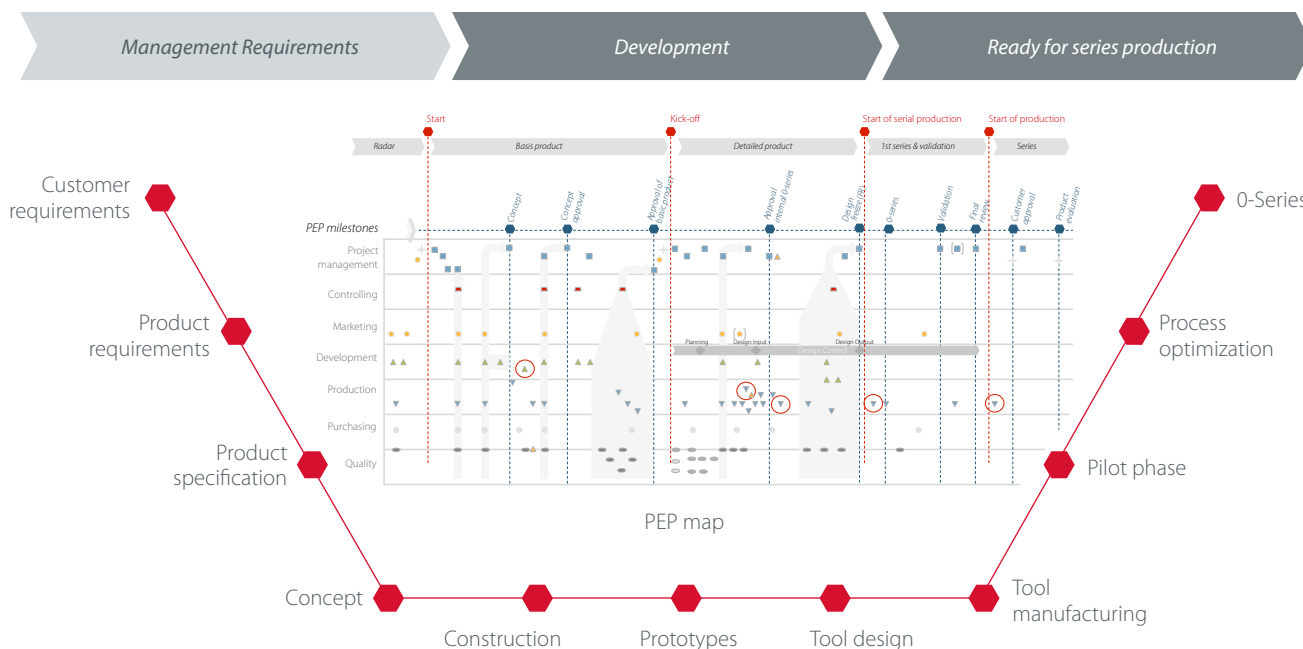 Management Requirements
Development
Ready for series production
Start
Kick-off
Start of serial production
Start of production
Radar
Basis product
Detailed product
1st series & validation
Series
Customer
requirements
0-Series
PEP milestones
Concept
Concept
approval
Approval of
basic product
Approval
internal 0-series
Design
freeze (B)
0-series
Validation
Final
review
Customer
approval
Product
evaluation
Project
management
Controlling
Marketing
Development
Production
Purchasing
Quality
Planning
Design Input
Design Control
Design Output
Product
requirements
Process
optimization
Product
specification
Pilot phase
PEP map
Concept
Construction
Prototypes
Tool design
Tool
manufacturing